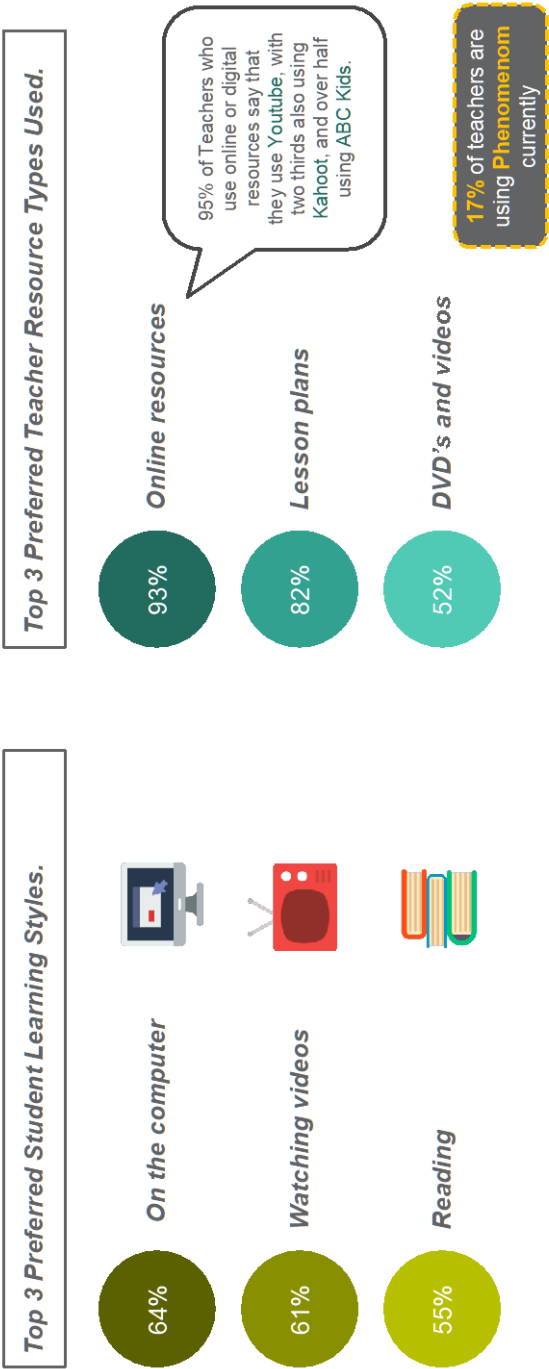 Top 3 Preferred Student Learning Styles.
64%
On the computer
61%
Watching videos
55%
Reading
Top 3 Preferred Teacher Resource Types Used.
93%
Online resources
82%
Lesson plans
52%
DVD's and videos
95% of Teachers who
use online or digital
resources say that
they use Youtube, with
two thirds also using
Kahoot, and over half
using ABC Kids.
17% of teachers are
using Phenomenom
currently